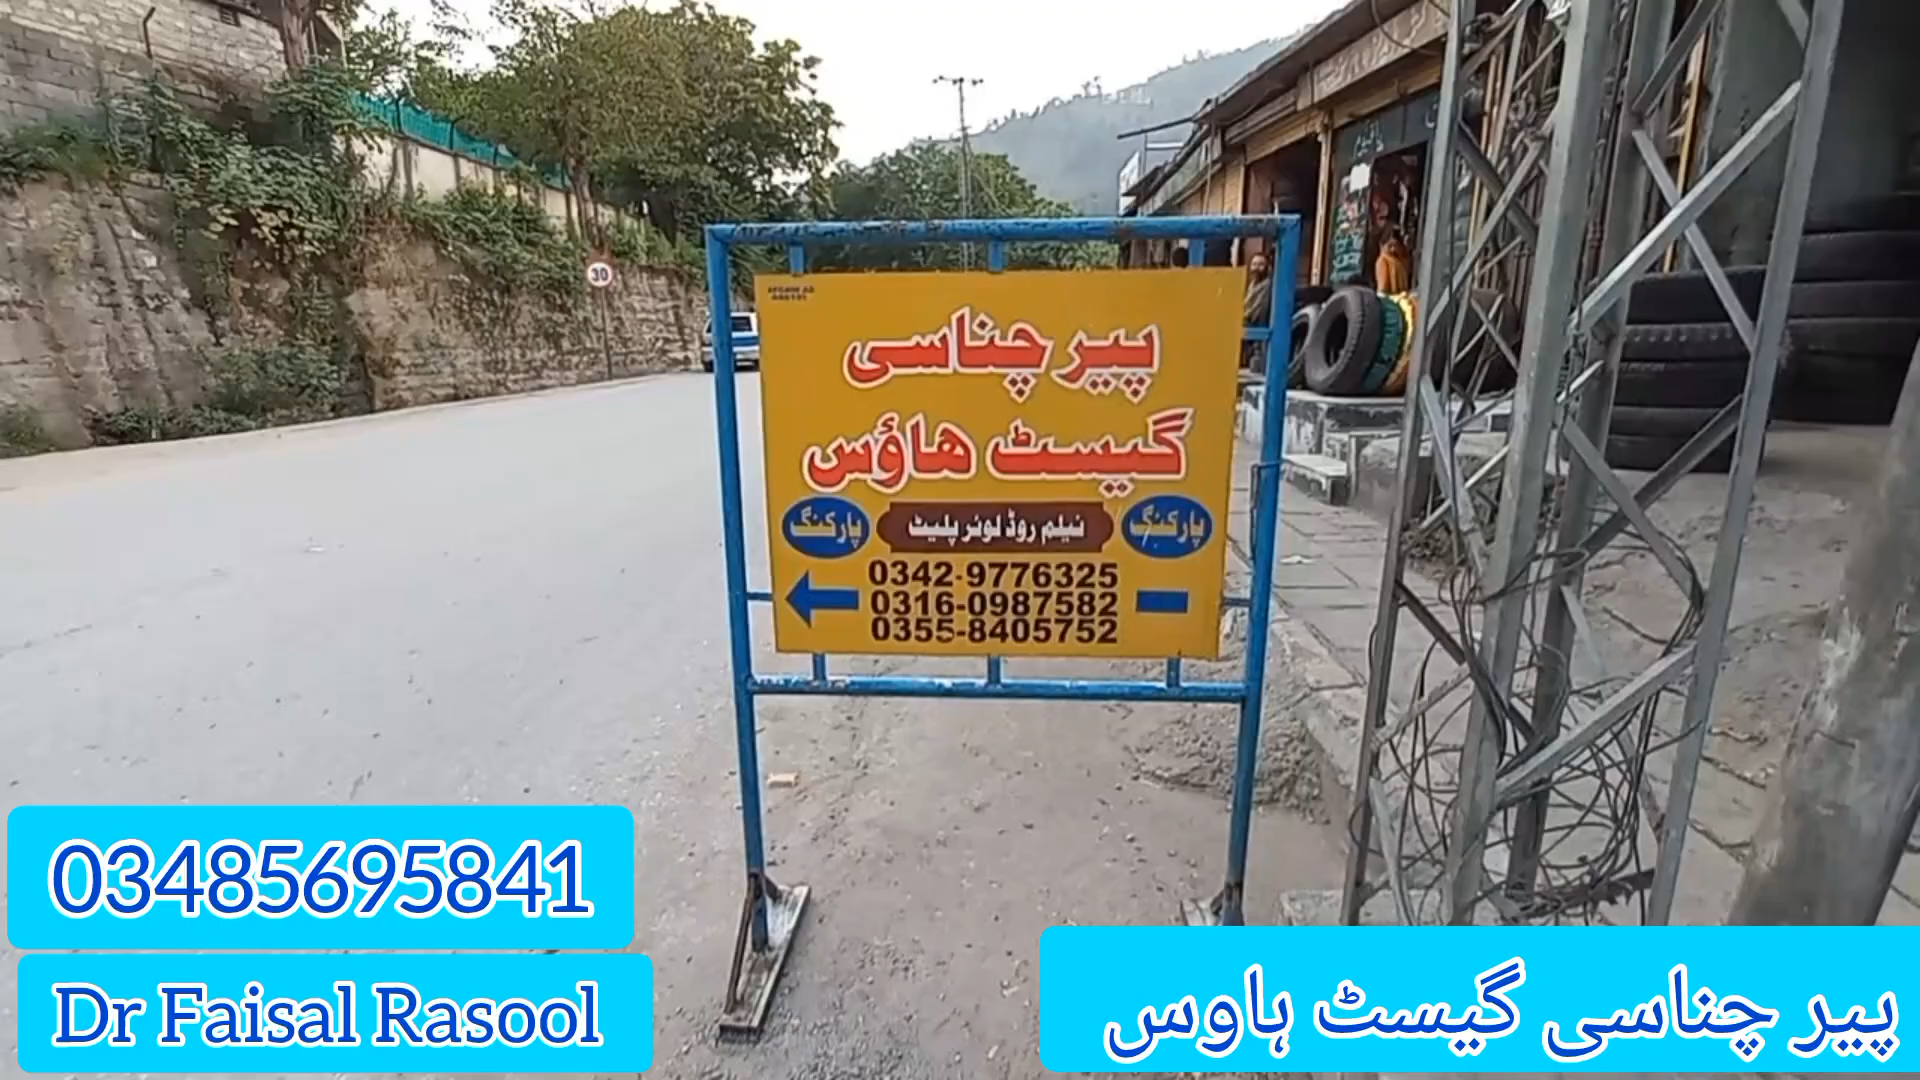 30
پیر چناسی
گیسٹ ھاؤس
پارکنگ نیلم روڈ لوئر پلیٹ پارکنگ
0342-9776325
0316-0987582
0355-8405752
03485695841
Dr Faisal Rasool
پیر چناسی گیسٹ ہاوس